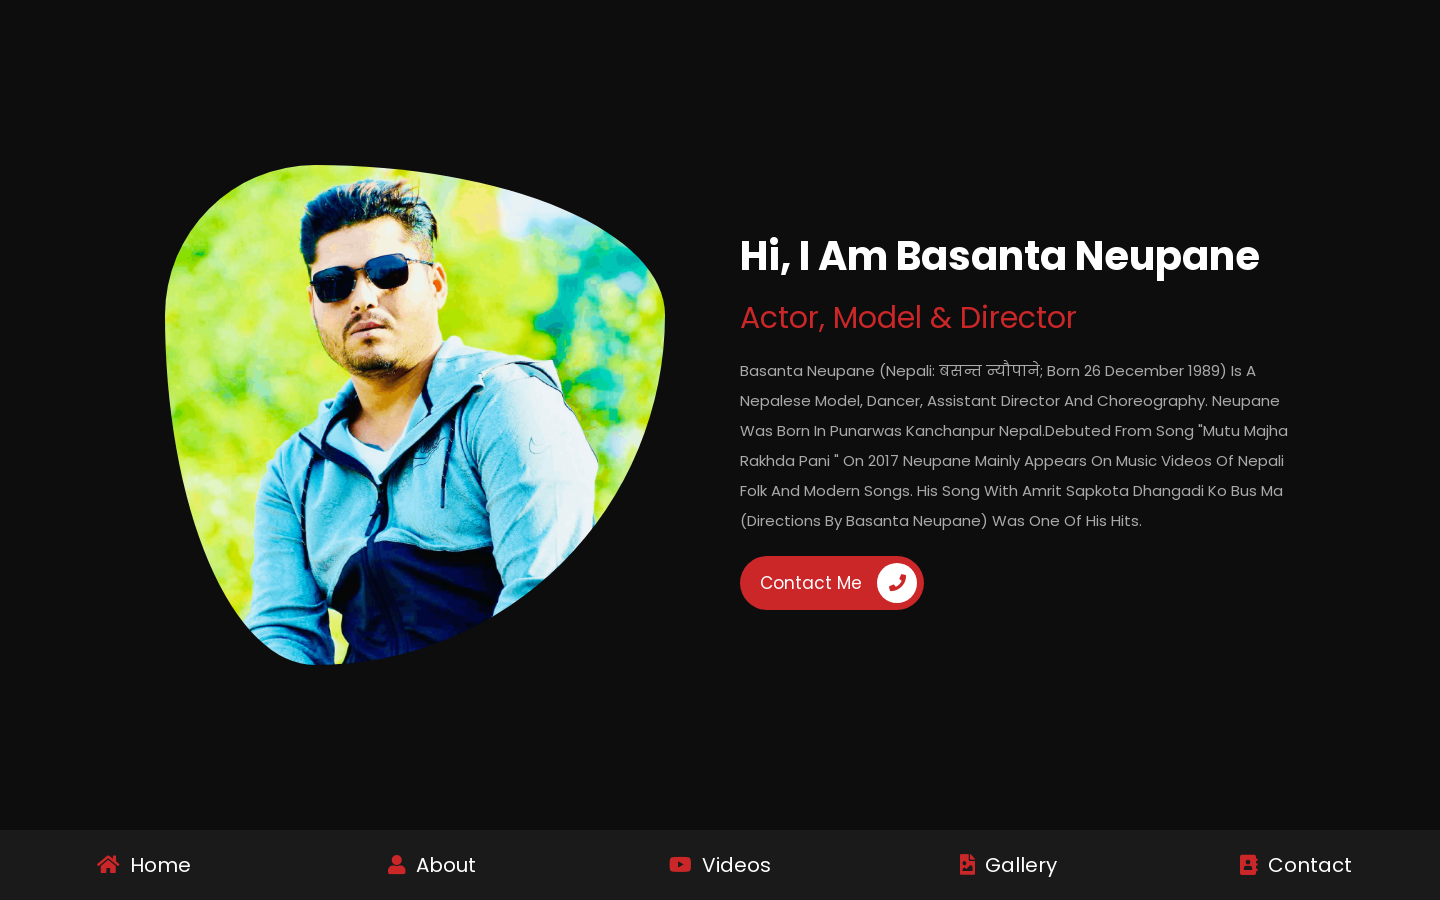 Hi, I Am Basanta Neupane
Actor, Model & Director
Basanta Neupane (Nepali: बसन्त न्यौपाने; Born 26 December 1989) Is A
Nepalese Model, Dancer, Assistant Director And Choreography. Neupane
Was Born In Punarwas Kanchanpur Nepal.Debuted From Song "Mutu Majha
Rakhda Pani " On 2017 Neupane Mainly Appears On Music Videos Of Nepali
Folk And Modern Songs. His Song With Amrit Sapkota Dhangadi Ko Bus Ma
(Directions By Basanta Neupane) Was One Of His Hits.
Contact Me
Home
About
Videos
Gallery
Contact